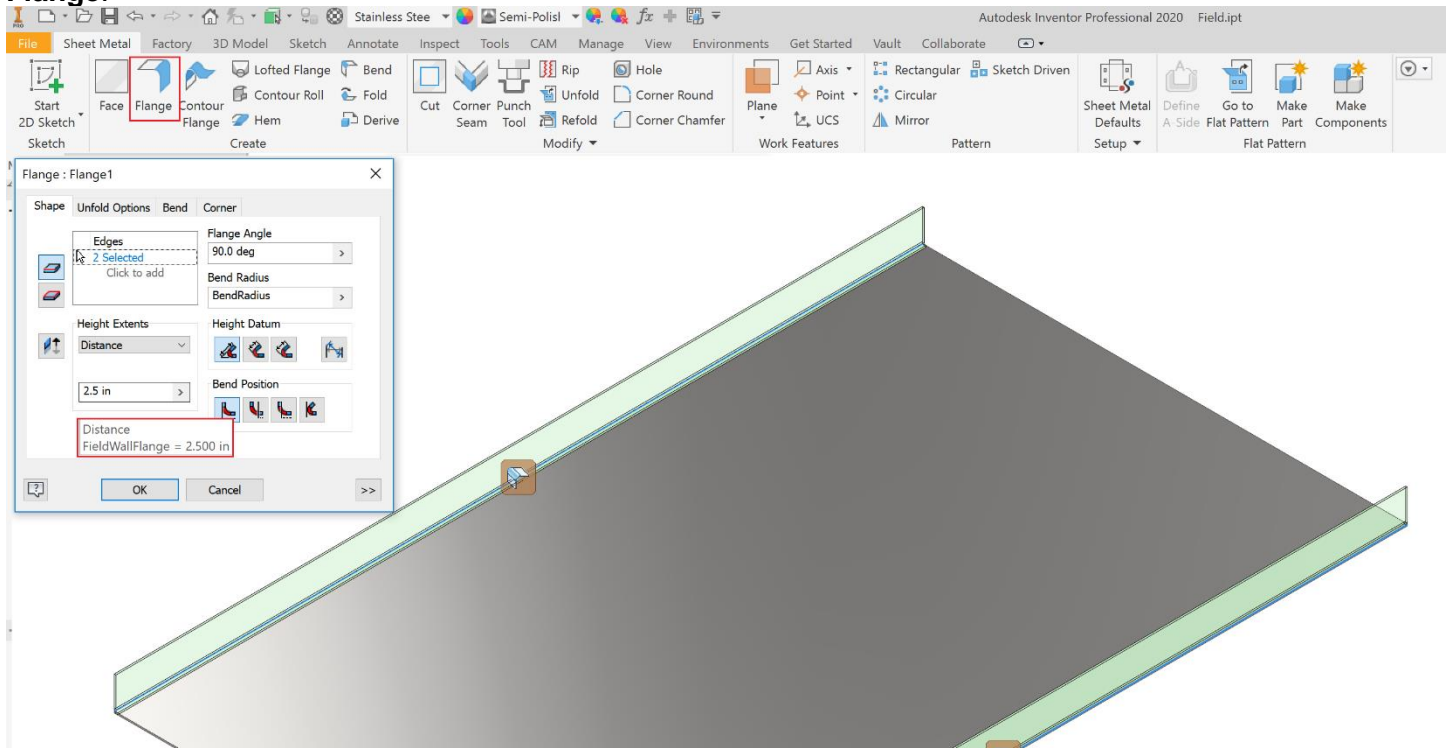 Flange.
PRO
Stainless Stee
Semi-Polisl
fx
Autodesk Inventor Professional 2020 Field.ipt
File Sheet Metal Factory 3D Model Sketch Annotate Inspect Tools CAM Manage View Environments Get Started Vault Collaborate
Start
2D Sketch
Sketch
Face
Flange
Contour
Flange
Lofted Flange
Contour Roll
Hem
Bend
Fold
Derive
Create
Cut
Corner
Seam
Punch
Tool
Rip
Unfold
Refold
Hole
Corner Round
Corner Chamfer
Modify
Plane
Axis
Point
UCS
Work Features
Rectangular
Circular
Mirror
Sketch Driven
Pattern
Sheet Metal
Defaults
Setup
Define
A-Side
Go to
Flat Pattern
Make
Part
Make
Components
Flat Pattern
Flange : Flange1
Shape Unfold Options Bend Corner
Edges
2 Selected
Click to add
Flange Angle
90.0 deg
Bend Radius
BendRadius
Height Extents
Distance
2.5 in
Height Datum
Bend Position
Distance
FieldWallFlange = 2.500 in
OK
Cancel
>>